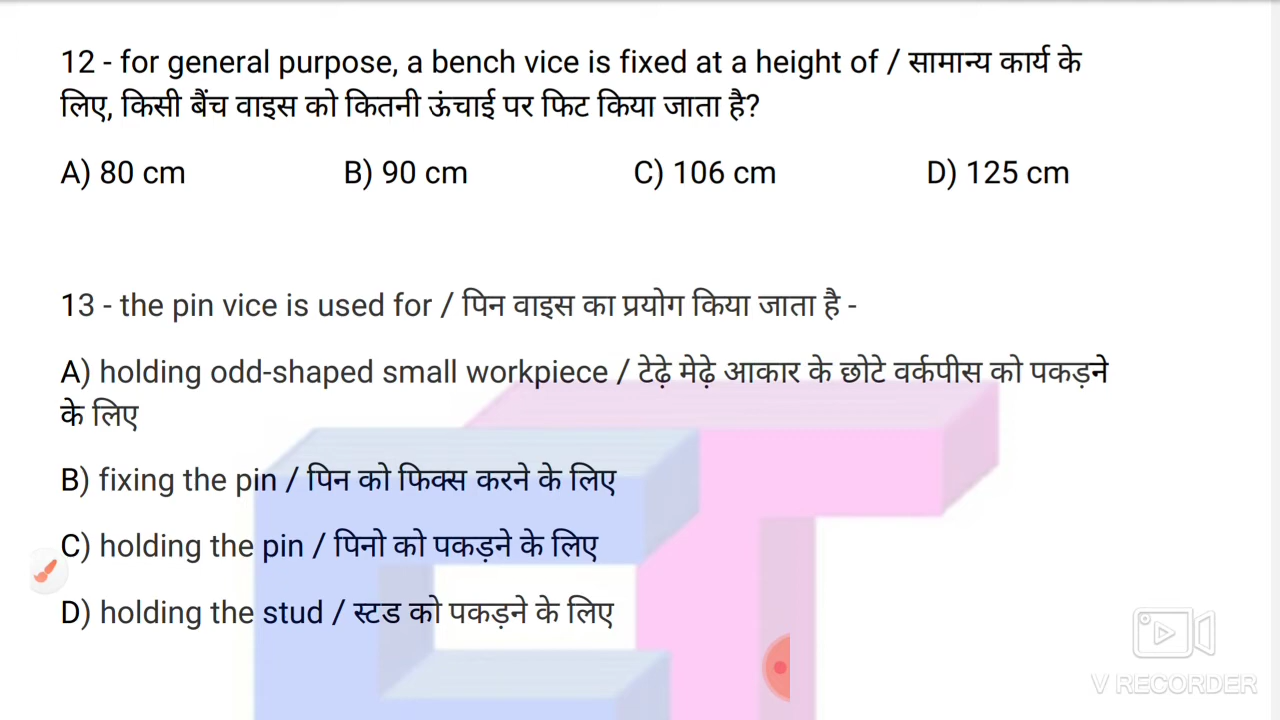 12 - for general purpose, a bench vice is fixed at a height of / सामान्य कार्य के
लिए, किसी बैंच वाइस को कितनी ऊंचाई पर फिट किया जाता है?
A) 80 cm B) 90 cm C) 106 cm D) 125 cm
13 - the pin vice is used for / पिन वाइस का प्रयोग किया जाता है -
A) holding odd-shaped small workpiece / टेढ़े मेढ़े आकार के छोटे वर्कपीस को पकड़ने
के लिए
B) fixing the pin / पिन को फिक्स करने के लिए
C) holding the pin / पिनो को पकड़ने के लिए
D) holding the stud / स्टड को पकड़ने के लिए
V RECORDER